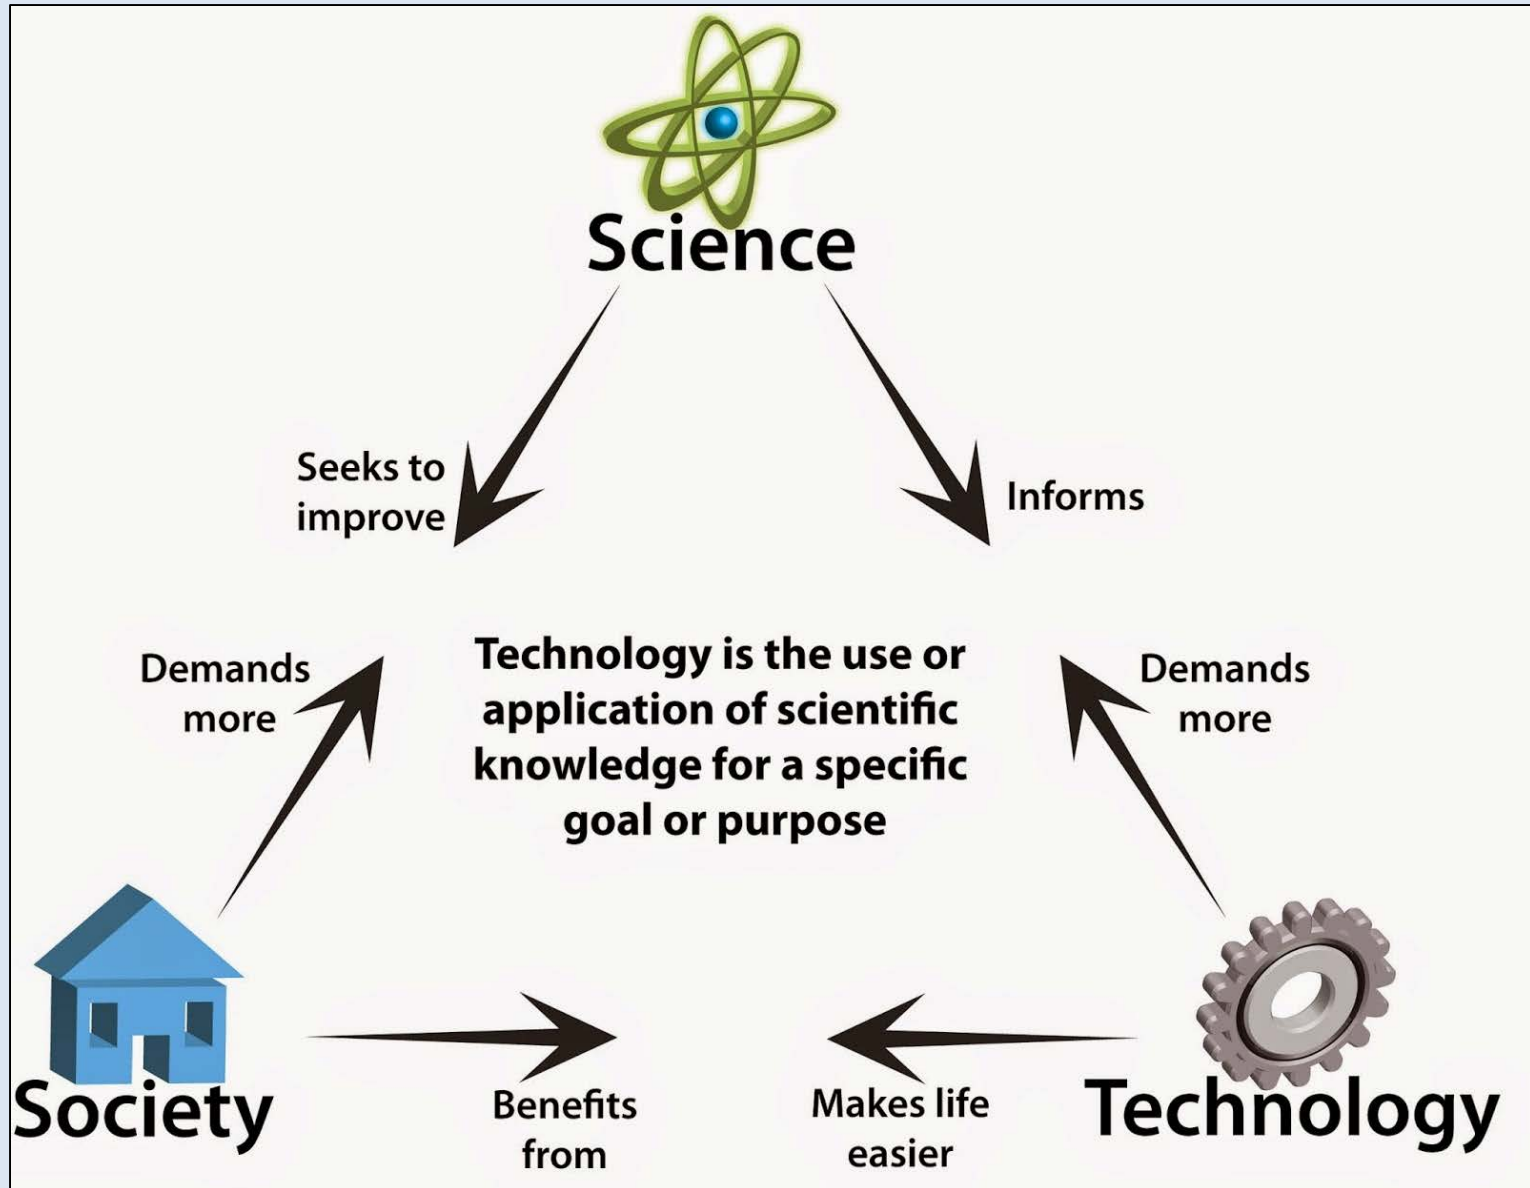 Science
Seeks to
improve
Informs
Demands
more
Technology is the use or
application of scientific
knowledge for a specific
goal or purpose
Demands
more
Society
Benefits
from
Makes life
easier
Technology